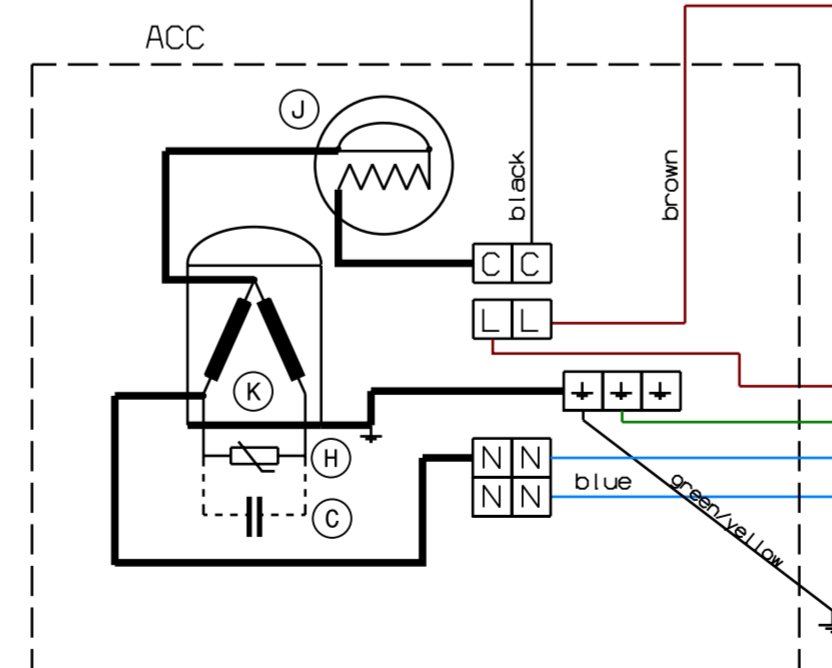 ACC
J
black
brown
C C
L L
K
H
N N
N N
blue
green/yellow
C